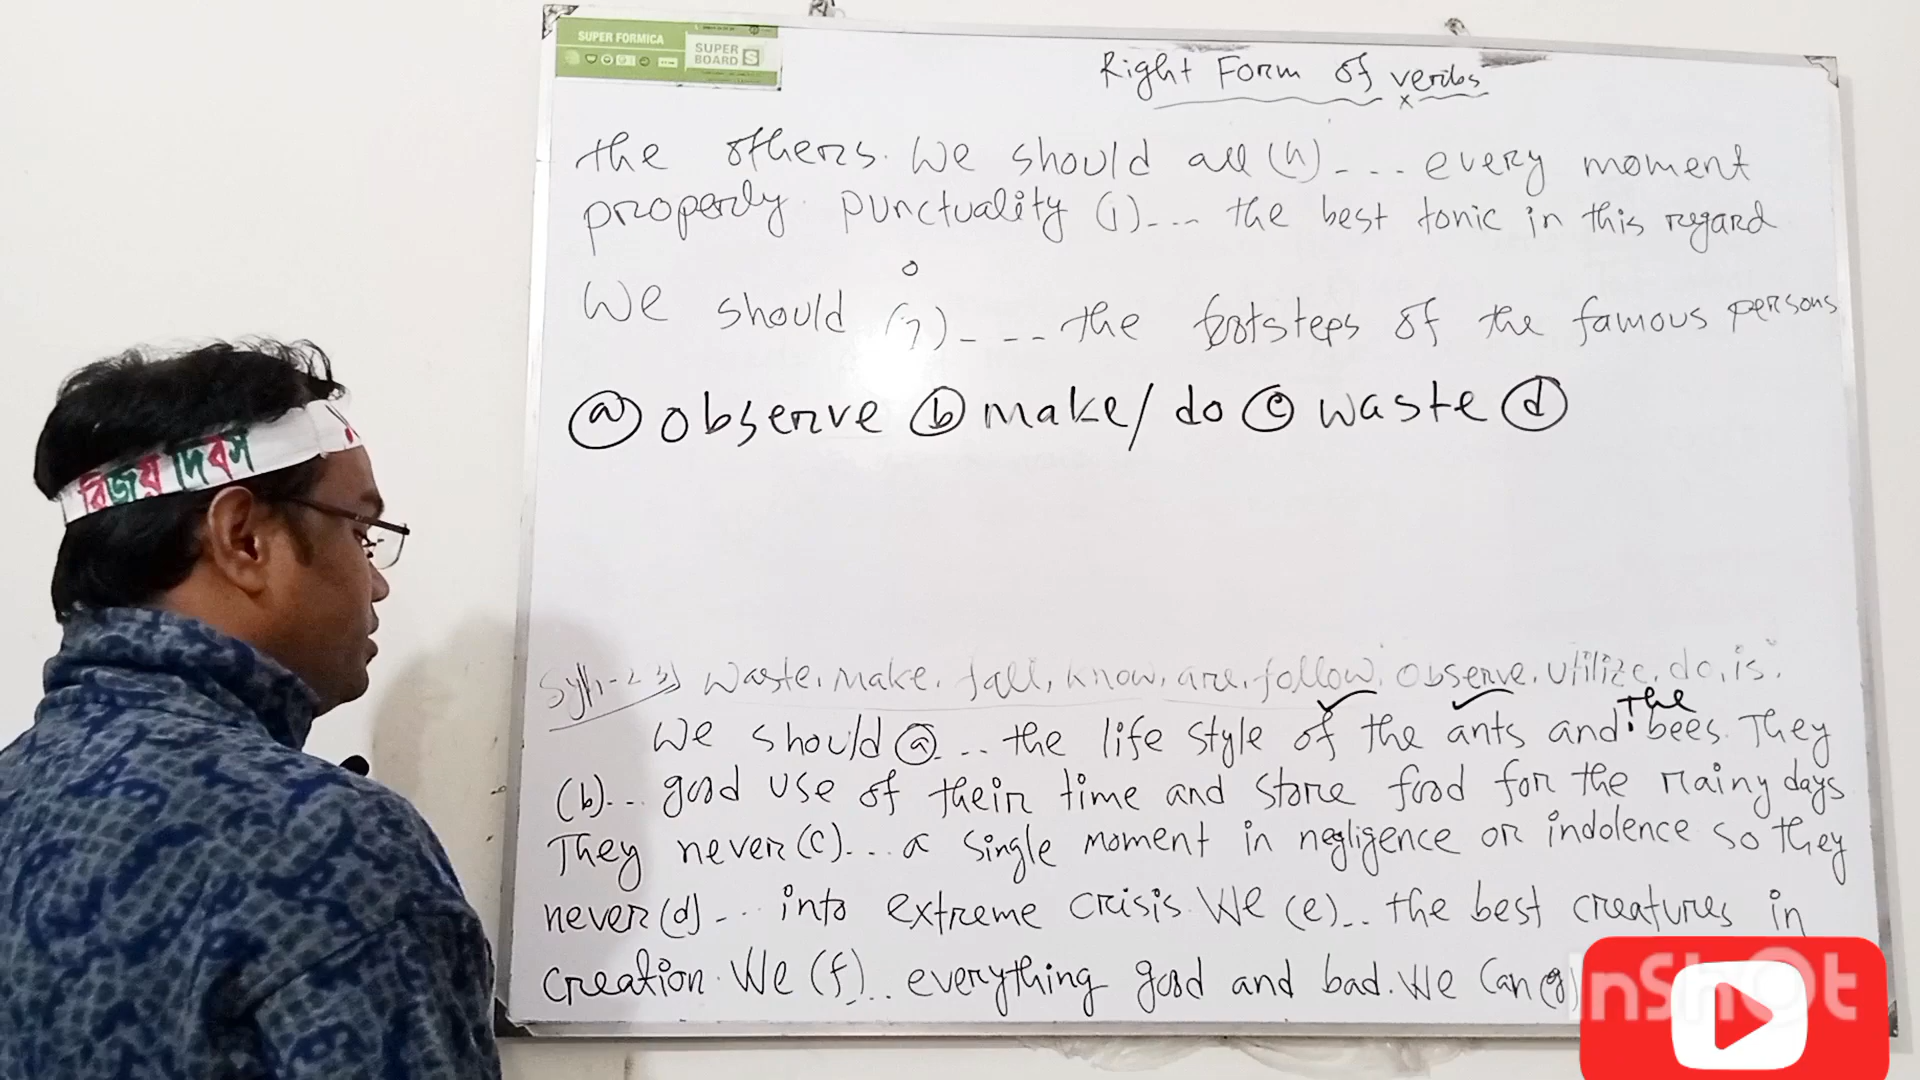 SUPER FORMICA
SUPER BOARD S
Right Form of verbs
the others. We should all (h) - ... every moment
properly. punctuality (i)--- the best tonic in this regard
We should (j) - -- the footsteps of the famous persons
(a) observe (b) make/ do (c) waste (d)
waste, make, fall, know, are, follow, observe, utilize, do, is.
We should (a)... the life style of the ants and the bees. They
(b)... good use of their time and store food for the rainy days
They never (c)... a single moment in negligence or indolence so they
never (d) - ... into extreme crisis. We (e)... the best creatures in
creation. We (f)... everything good and bad. We can (g)
InShOt
বিজয় দিবস